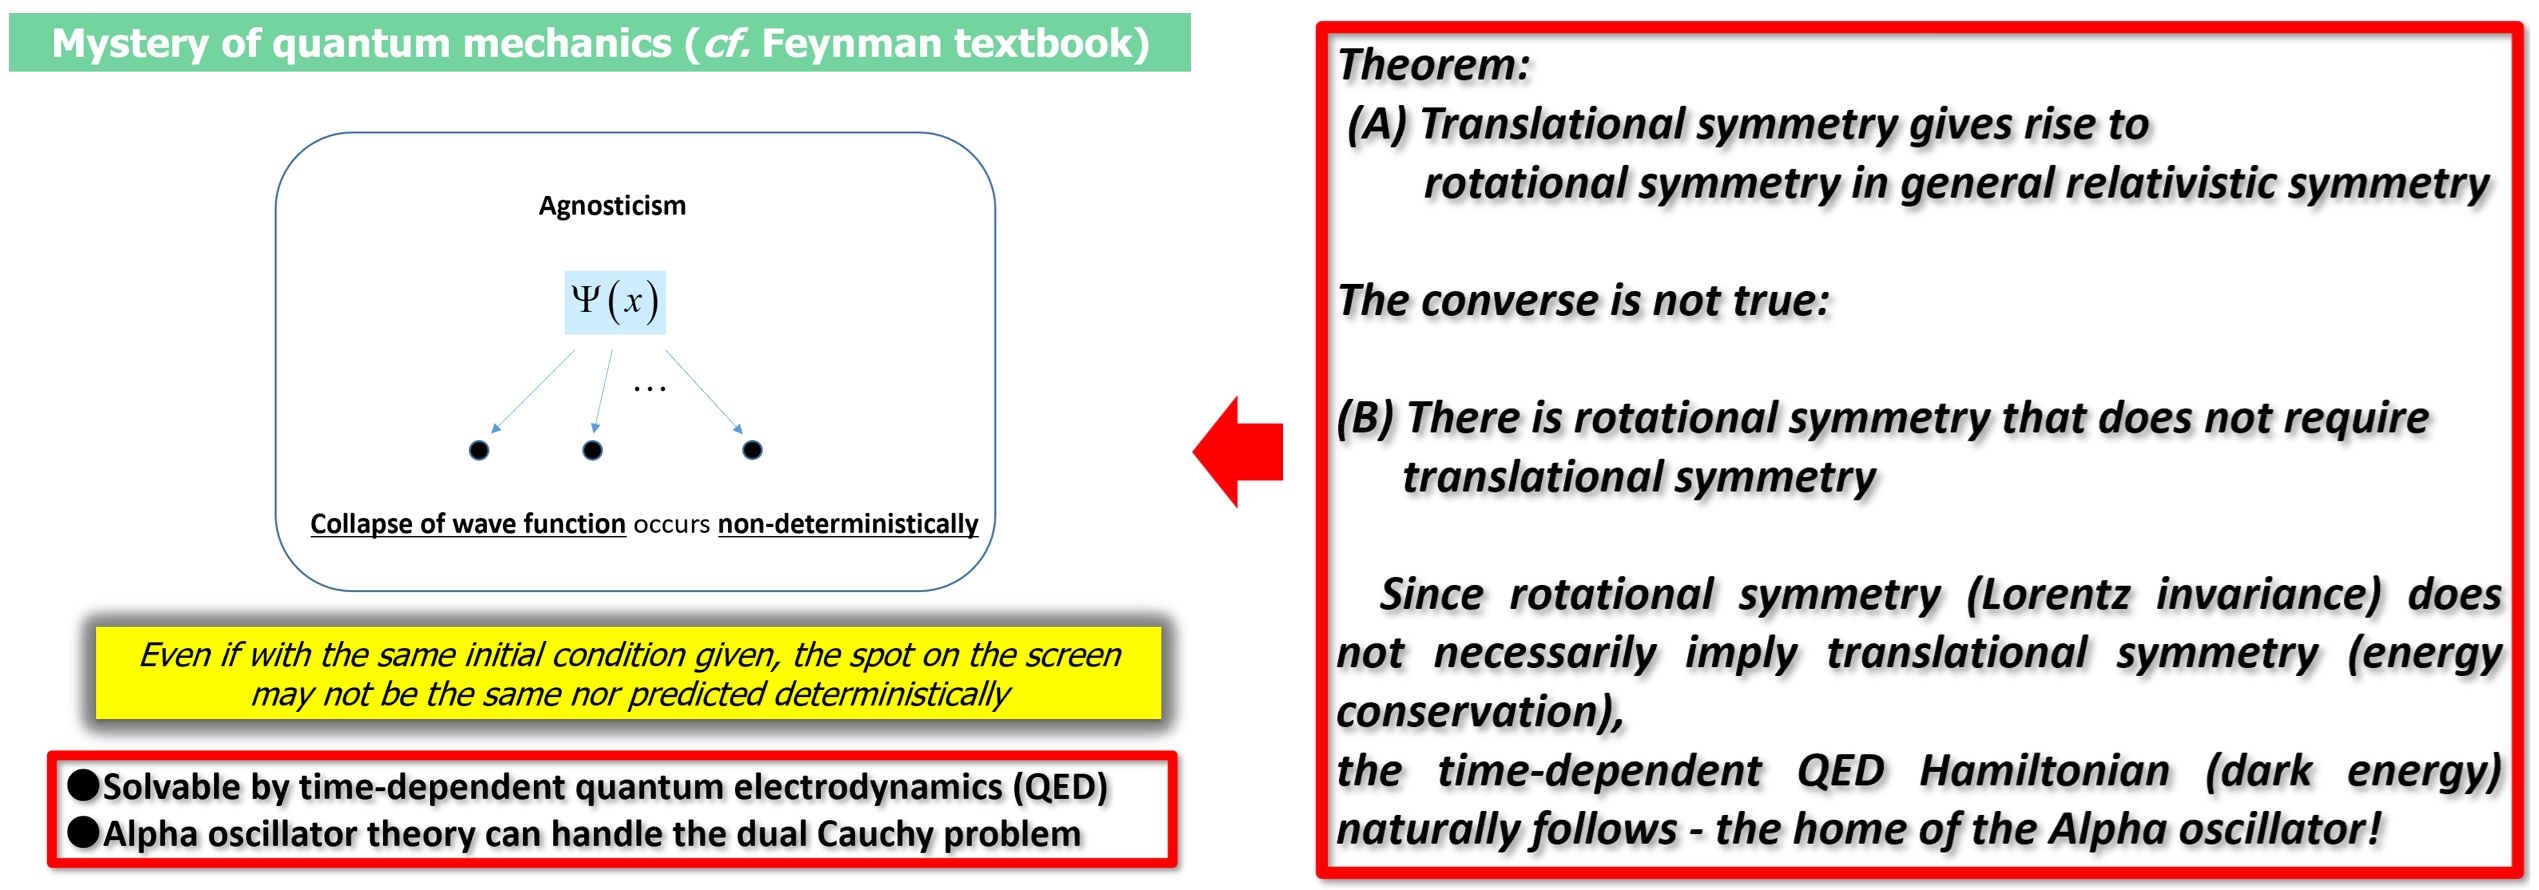 Mystery of quantum mechanics (cf. Feynman textbook)
Agnosticism
Ψ(x)
...
Collapse of wave function occurs non-deterministically
Even if with the same initial condition given, the spot on the screen
may not be the same nor predicted deterministically
●Solvable by time-dependent quantum electrodynamics (QED)
●Alpha oscillator theory can handle the dual Cauchy problem
Theorem:
(A) Translational symmetry gives rise to
rotational symmetry in general relativistic symmetry
The converse is not true:
(B) There is rotational symmetry that does not require
translational symmetry
Since rotational symmetry (Lorentz invariance) does
not necessarily imply translational symmetry (energy
conservation),
the time-dependent QED Hamiltonian (dark energy)
naturally follows - the home of the Alpha oscillator!